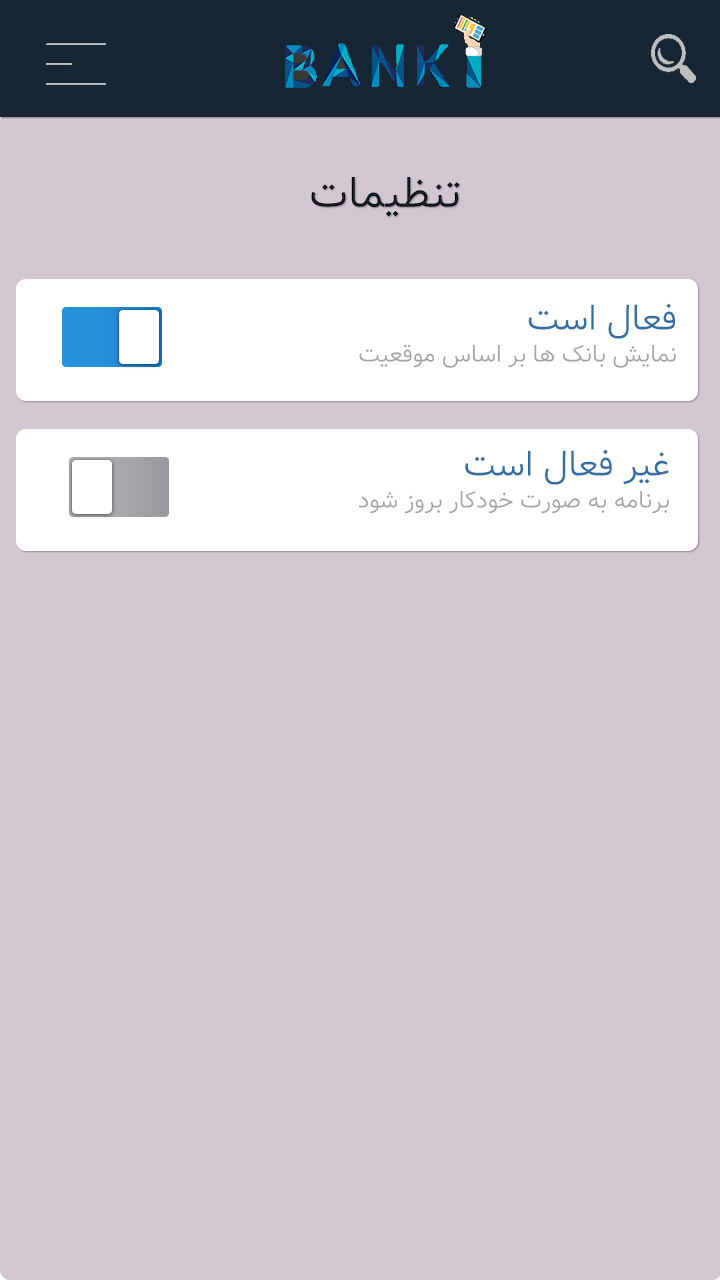 BANKI
تنظیمات
فعال است
نمایش بانک ها بر اساس موقعیت
غیر فعال است
برنامه به صورت خودکار بروز شود